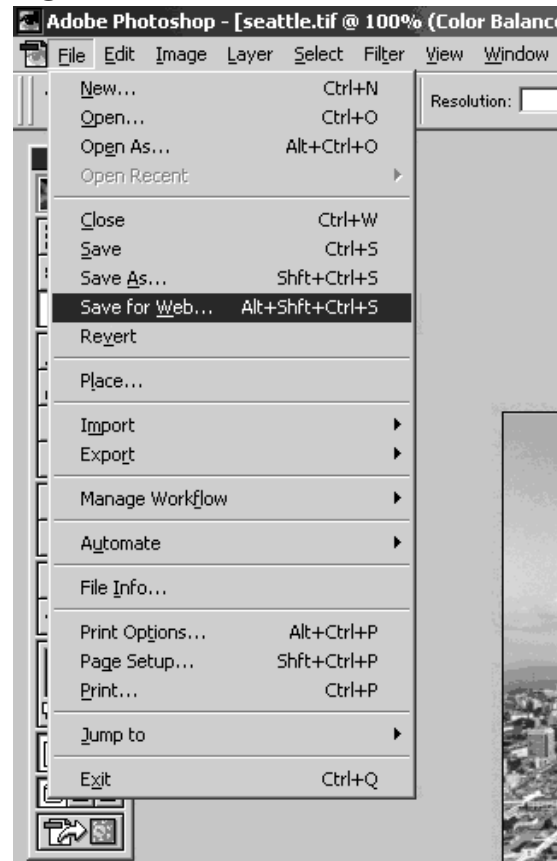 Adobe Photoshop - [seattle.tif @ 100% (Color Balance
File Edit Image Layer Select Filter View Window
New... Ctrl+N
Resolution:
Open... Ctrl+O
Open As... Alt+Ctrl+O
Open Recent
Close Ctrl+W
Save Ctrl+S
Save As... Shft+Ctrl+S
Save for Web... Alt+Shft+Ctrl+S
Revert
Place...
Import
Export
Manage Workflow
Automate
File Info...
Print Options... Alt+Ctrl+P
Page Setup... Shft+Ctrl+P
Print... Ctrl+P
Jump to
Exit Ctrl+Q